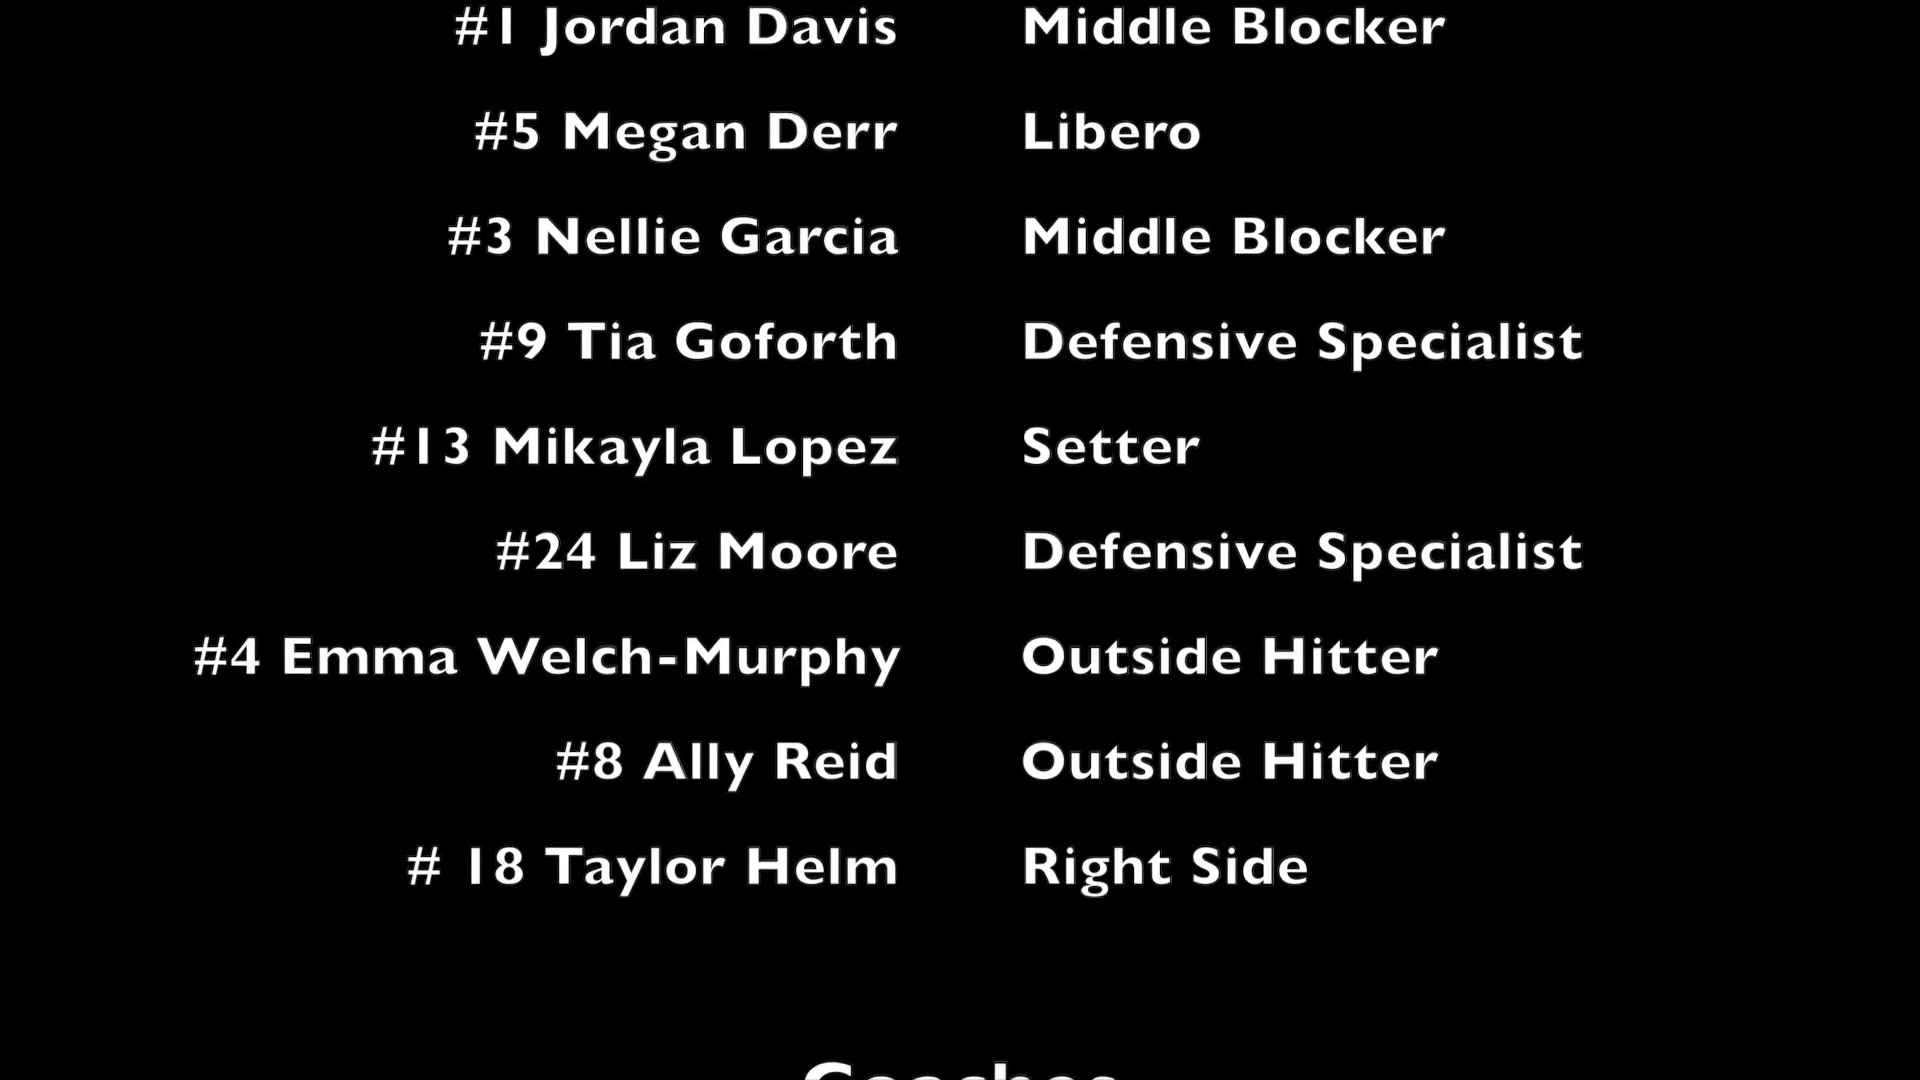 #1 Jordan Davis Middle Blocker
#5 Megan Derr Libero
#3 Nellie Garcia Middle Blocker
#9 Tia Goforth Defensive Specialist
#13 Mikayla Lopez Setter
#24 Liz Moore Defensive Specialist
#4 Emma Welch-Murphy Outside Hitter
#8 Ally Reid Outside Hitter
# 18 Taylor Helm Right Side
Coaches